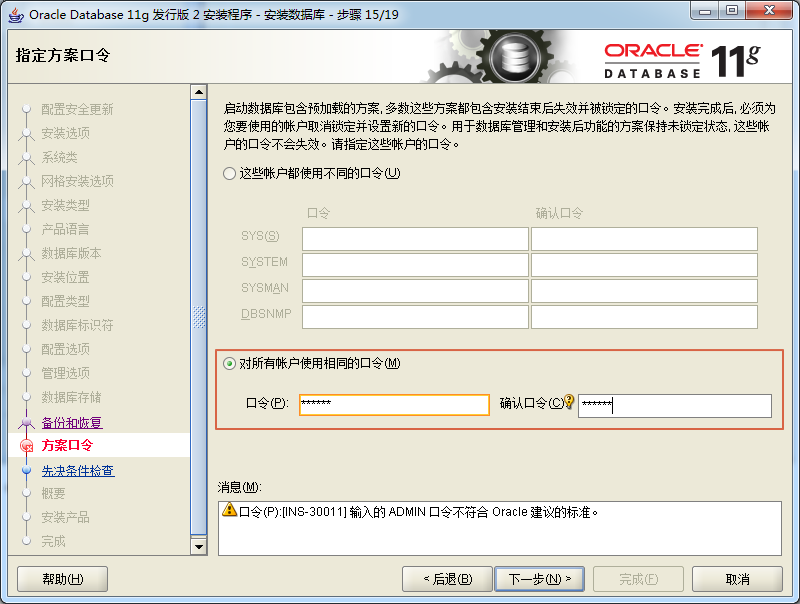 Oracle Database 11g 发行版 2 安装程序 - 安装数据库 - 步骤 15/19
指定方案口令
ORACLE
DATABASE 11g
配置安全更新
安装选项
系统类
网格安装选项
安装类型
产品语言
数据库版本
安装位置
配置类型
数据库标识符
配置选项
管理选项
数据库存储
备份和恢复
方案口令
先决条件检查
概要
安装产品
完成
启动数据库包含预加载的方案, 多数这些方案都包含安装结束后失效并被锁定的口令。安装完成后, 必须为
您要使用的帐户取消锁定并设置新的口令。用于数据库管理和安装后功能的方案保持未锁定状态, 这些帐
户的口令不会失效。请指定这些帐户的口令。
这些帐户都使用不同的口令(U)
口令 确认口令
SYS(S)
SYSTEM
SYSMAN
DBSNMP
对所有帐户使用相同的口令(M)
口令(P): ****** 确认口令(C) ******
消息(M):
口令(P):[INS-30011] 输入的 ADMIN 口令不符合 Oracle 建议的标准。
帮助(H) < 后退(B) 下一步(N) > 完成(F) 取消